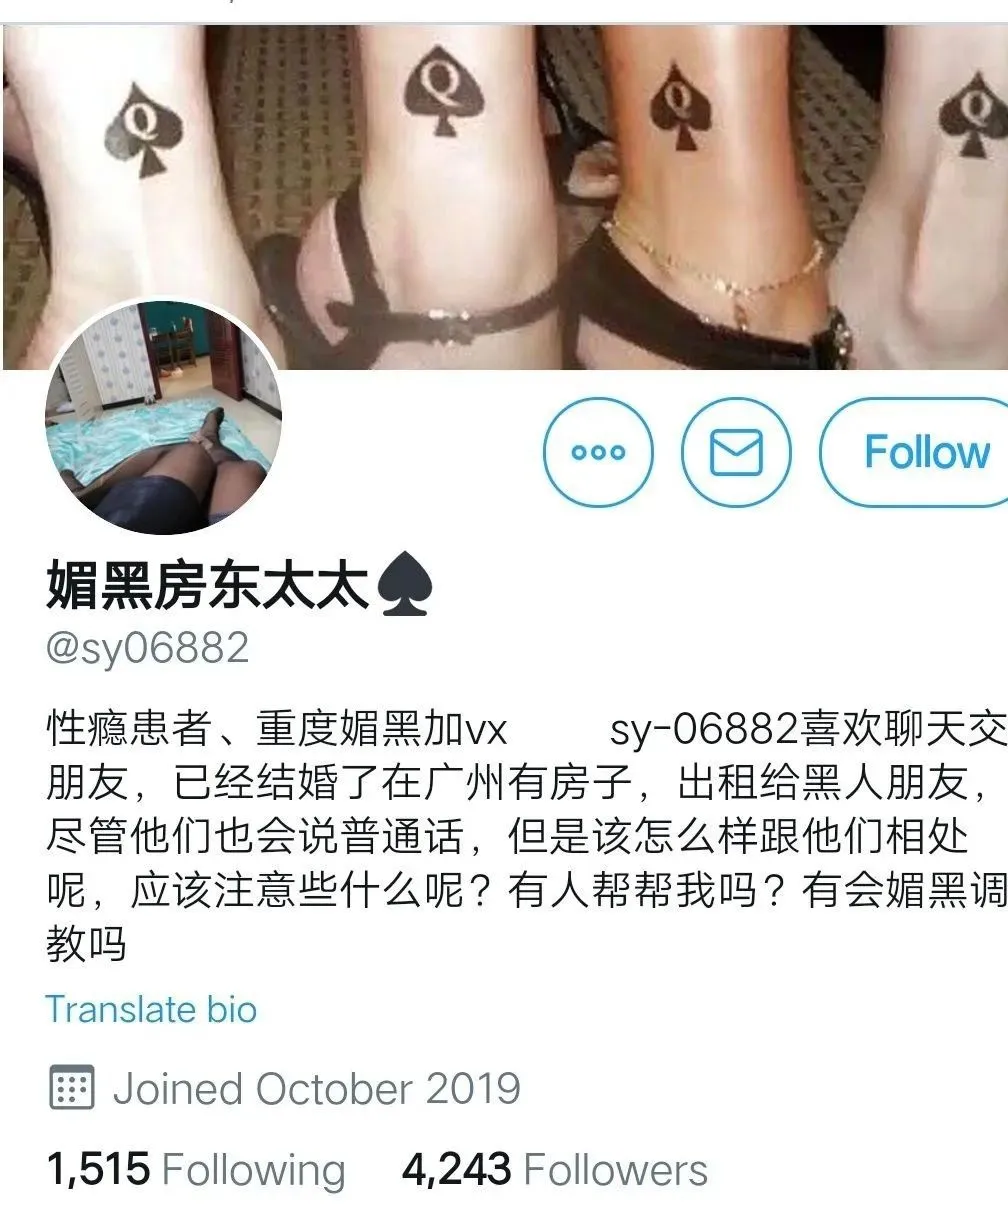 Q
Q
Q
Q
媚黑房东太太♠
@sy06882
性瘾患者、重度媚黑加vx sy-06882喜欢聊天交
朋友，已经结婚了在广州有房子，出租给黑人朋友，
尽管他们也会说普通话，但是该怎么样跟他们相处
呢，应该注意些什么呢？有人帮帮我吗？有会媚黑调
教吗
Follow
Translate bio
Joined October 2019
1,515 Following 4,243 Followers